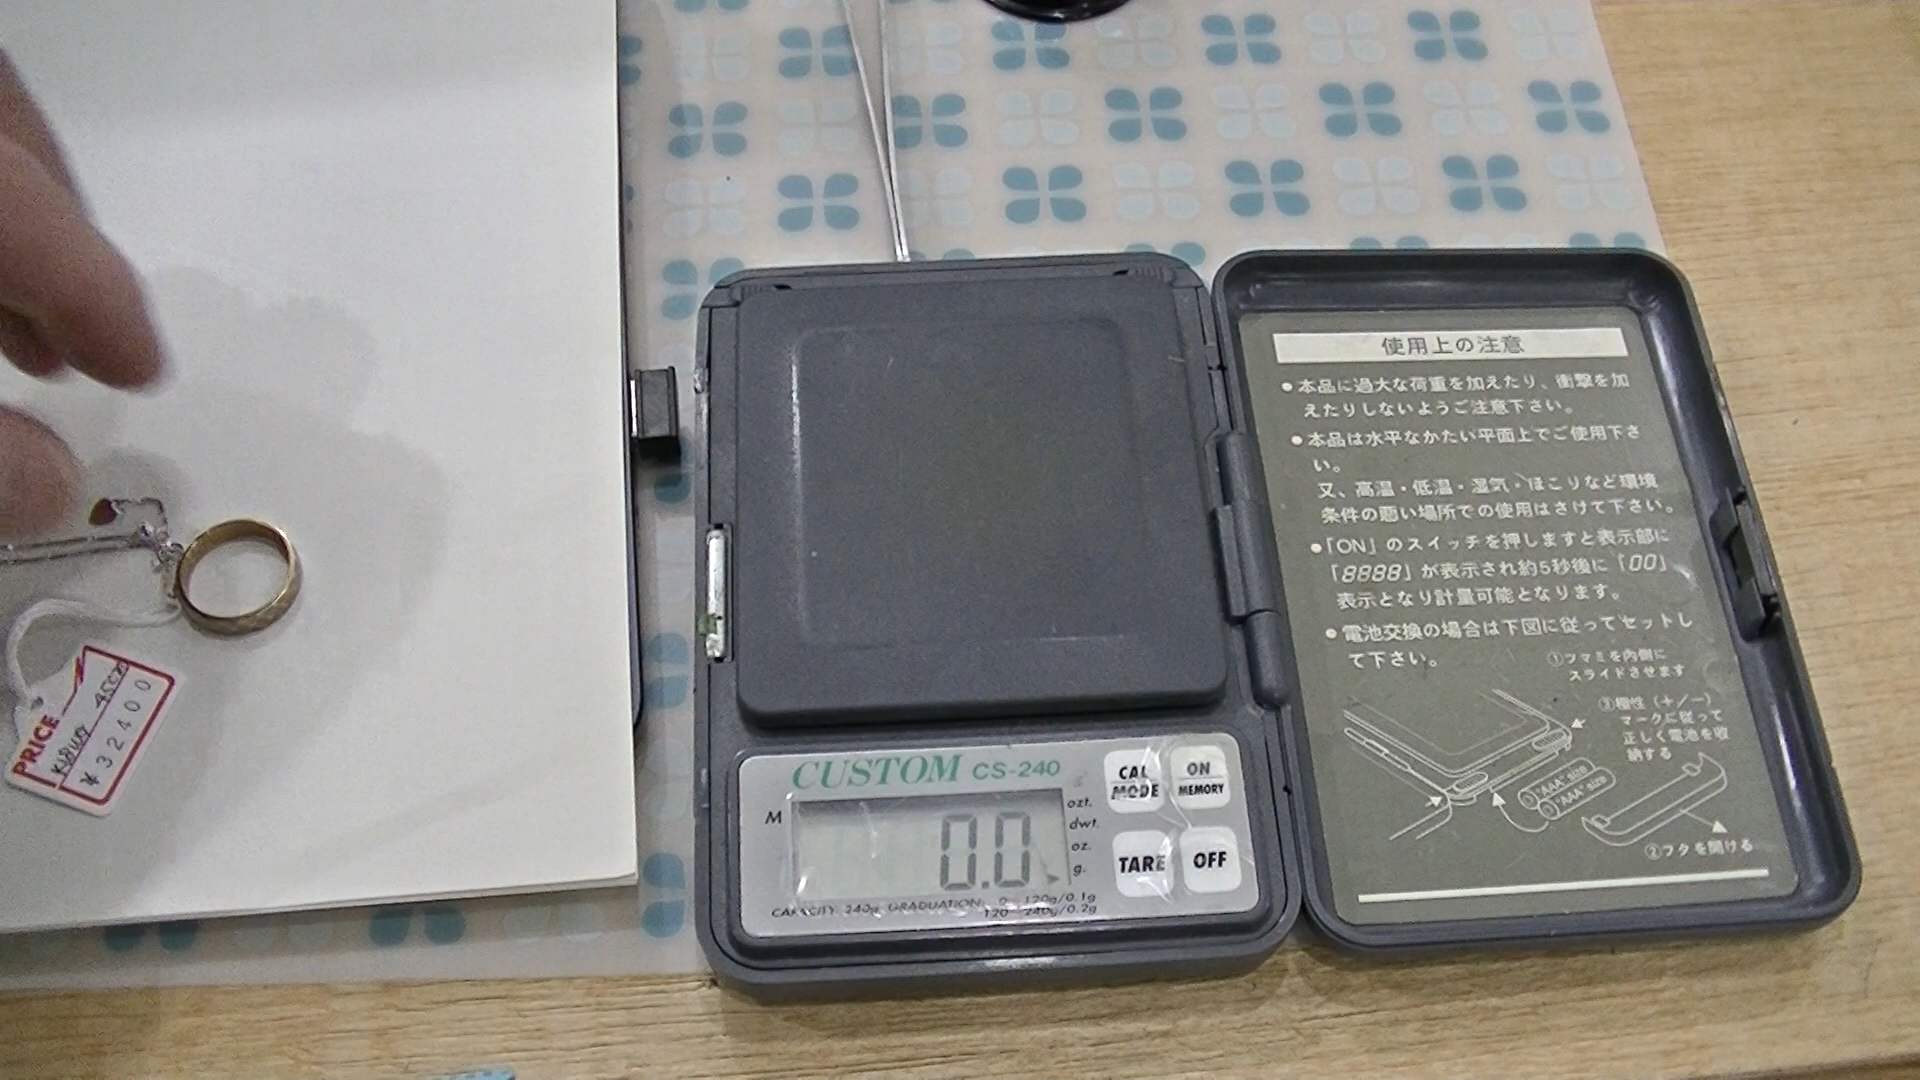 PRICE
K18WG 45cm
¥32400
CUSTOM CS-240
M
0.0
ozt.
dwt.
oz.
g.
CAL
MODE
ON
MEMORY
TARE
OFF
CAPACITY: 240g GRADUATION: 0-120g/0.1g
120-240g/0.2g
使用上の注意
●本品に過大な荷重を加えたり、衝撃を加
えたりしないようご注意下さい。
●本品は水平なかたい平面上でご使用下さ
い。
又、高温・低温・湿気・ほこりなど環境
条件の悪い場所での使用はさけて下さい。
●「ON」のスイッチを押しますと表示部に
「8888」が表示され約5秒後に「00」
表示となり計量可能となります。
●電池交換の場合は下図に従ってセットし
て下さい。
①ツマミを内側に
スライドさせます
③極性(+/-)
マークに従って
正しく電池を収
納する
"AAA" size
"AAA" size
②フタを開ける